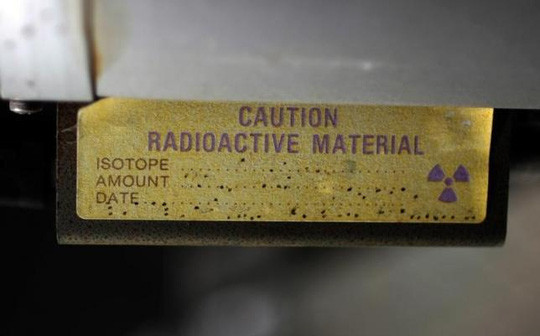 CAUTION
RADIOACTIVE MATERIAL
ISOTOPE
AMOUNT
DATE